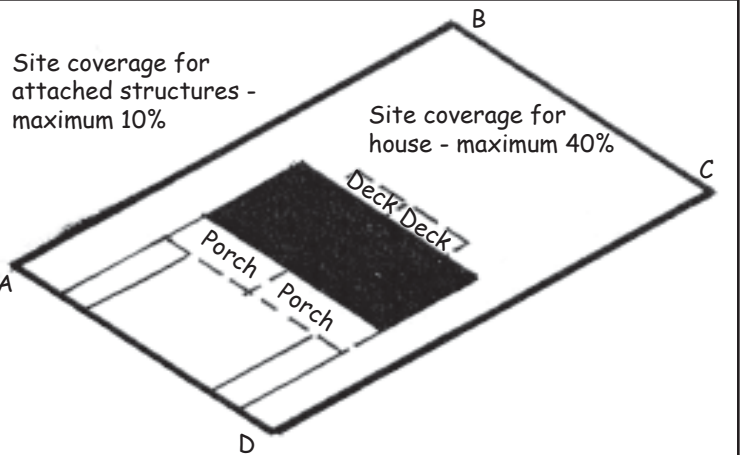 B
Site coverage for
attached structures -
maximum 10%
Site coverage for
house - maximum 40%
C
Deck Deck
Porch
Porch
A
D